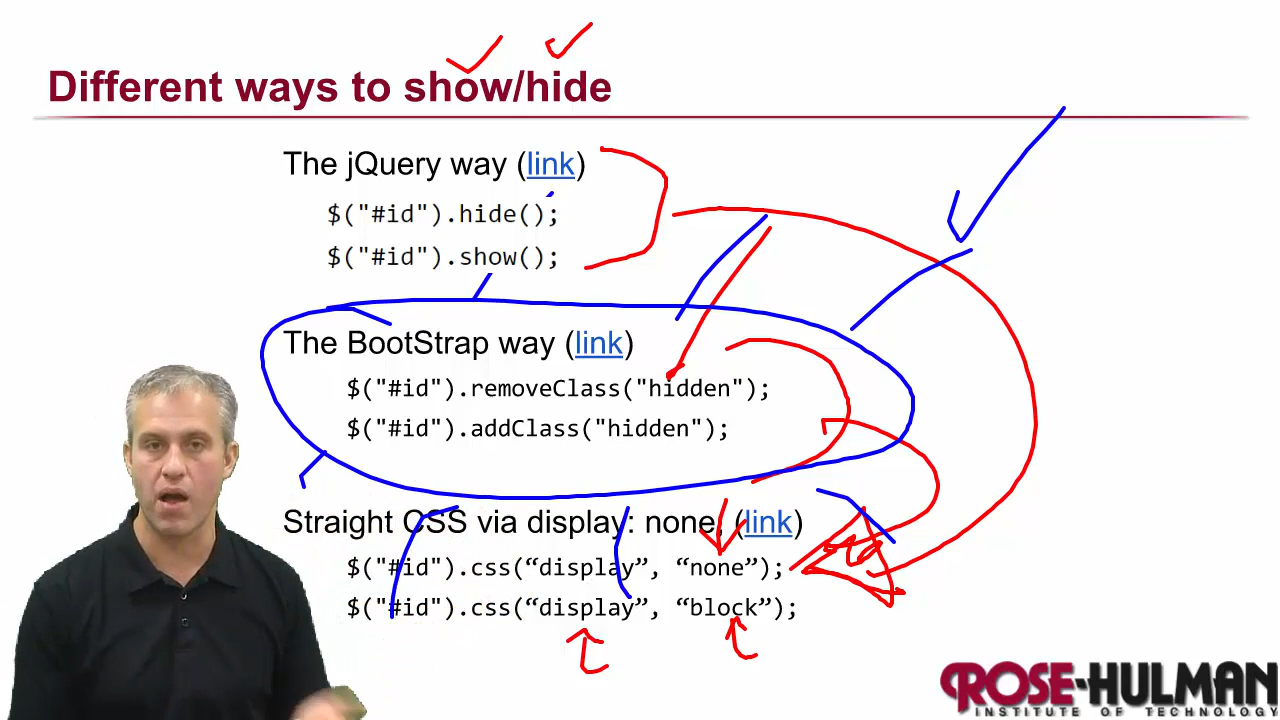 Different ways to show/hide
The jQuery way (link)
$("#id").hide();
$("#id").show();
The BootStrap way (link)
$("#id").removeClass("hidden");
$("#id").addClass("hidden");
Straight CSS via display: none; (link)
$("#id").css(“display”, “none”);
$("#id").css(“display”, “block”);
ROSE-HULMAN
INSTITUTE OF TECHNOLOGY